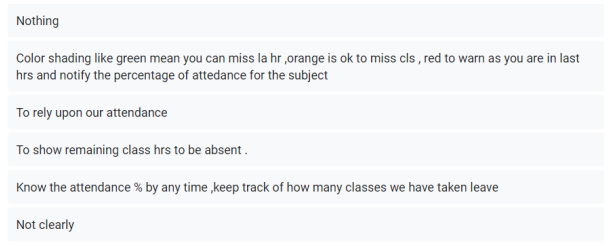 Nothing
Color shading like green mean you can miss la hr ,orange is ok to miss cls , red to warn as you are in last
hrs and notify the percentage of attedance for the subject
To rely upon our attendance
To show remaining class hrs to be absent .
Know the attendance % by any time ,keep track of how many classes we have taken leave
Not clearly